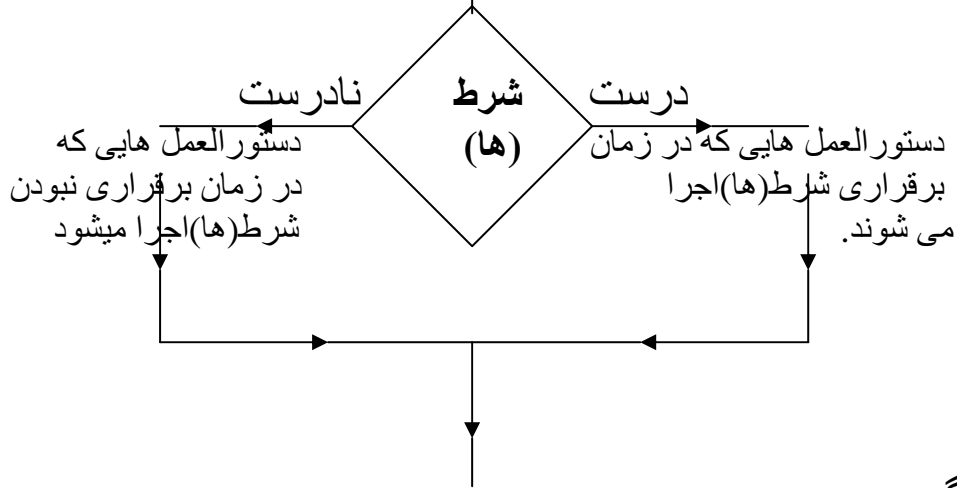 شرط
(ها)
درست
نادرست
دستورالعمل هایی که در زمان
برقراری شرط(ها)اجرا
می شوند.
دستورالعمل هایی که
در زمان برقراری نبودن
شرط(ها)اجرا میشود